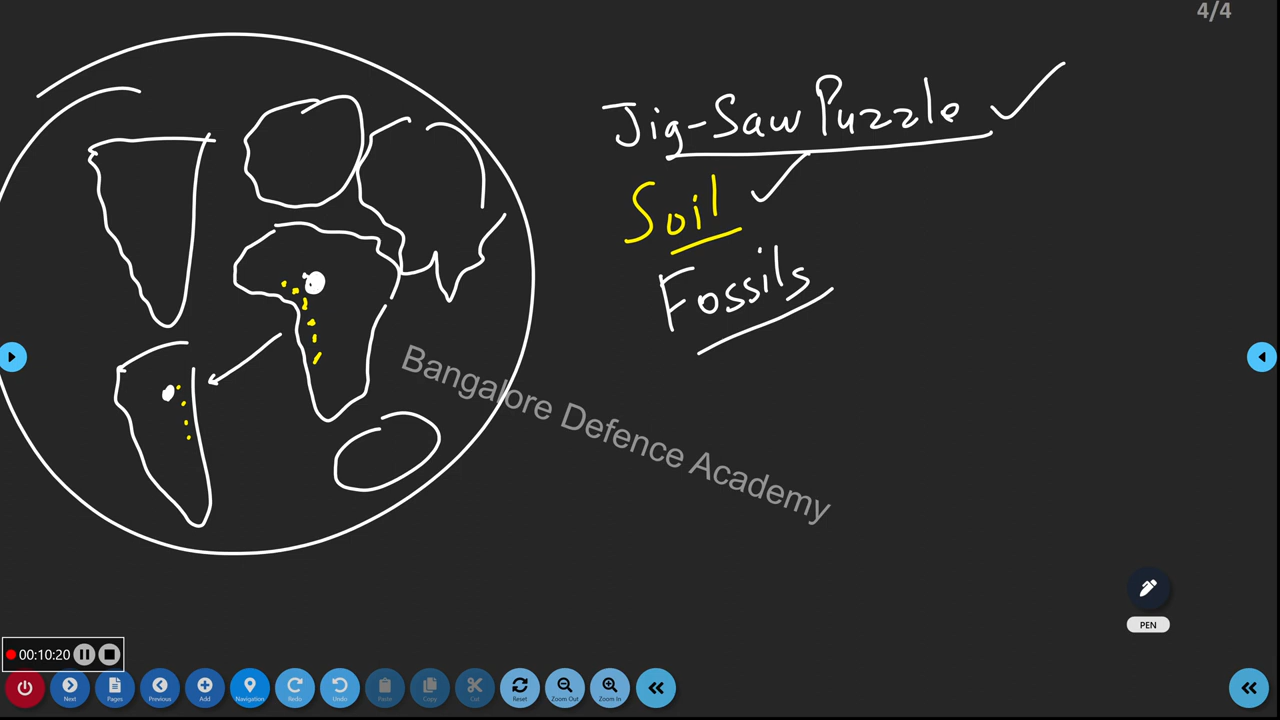 4/4
Jig-Saw Puzzle
Soil
Fossils
Bangalore Defence Academy
PEN
00:10:20
Next
Pages
Previous
Add
Navigation
Redo
Undo
Paste
Copy
Cut
Reset
Zoom Out
Zoom In